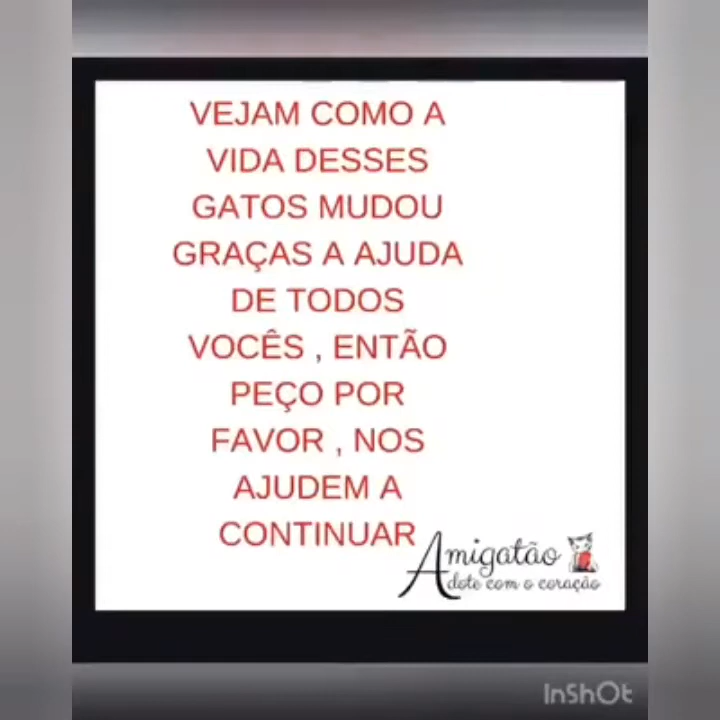 VEJAM COMO A
VIDA DESSES
GATOS MUDOU
GRAÇAS A AJUDA
DE TODOS
VOCÊS , ENTÃO
PEÇO POR
FAVOR , NOS
AJUDEM A
CONTINUAR
Amigatão
Adote com o coração
InShOt